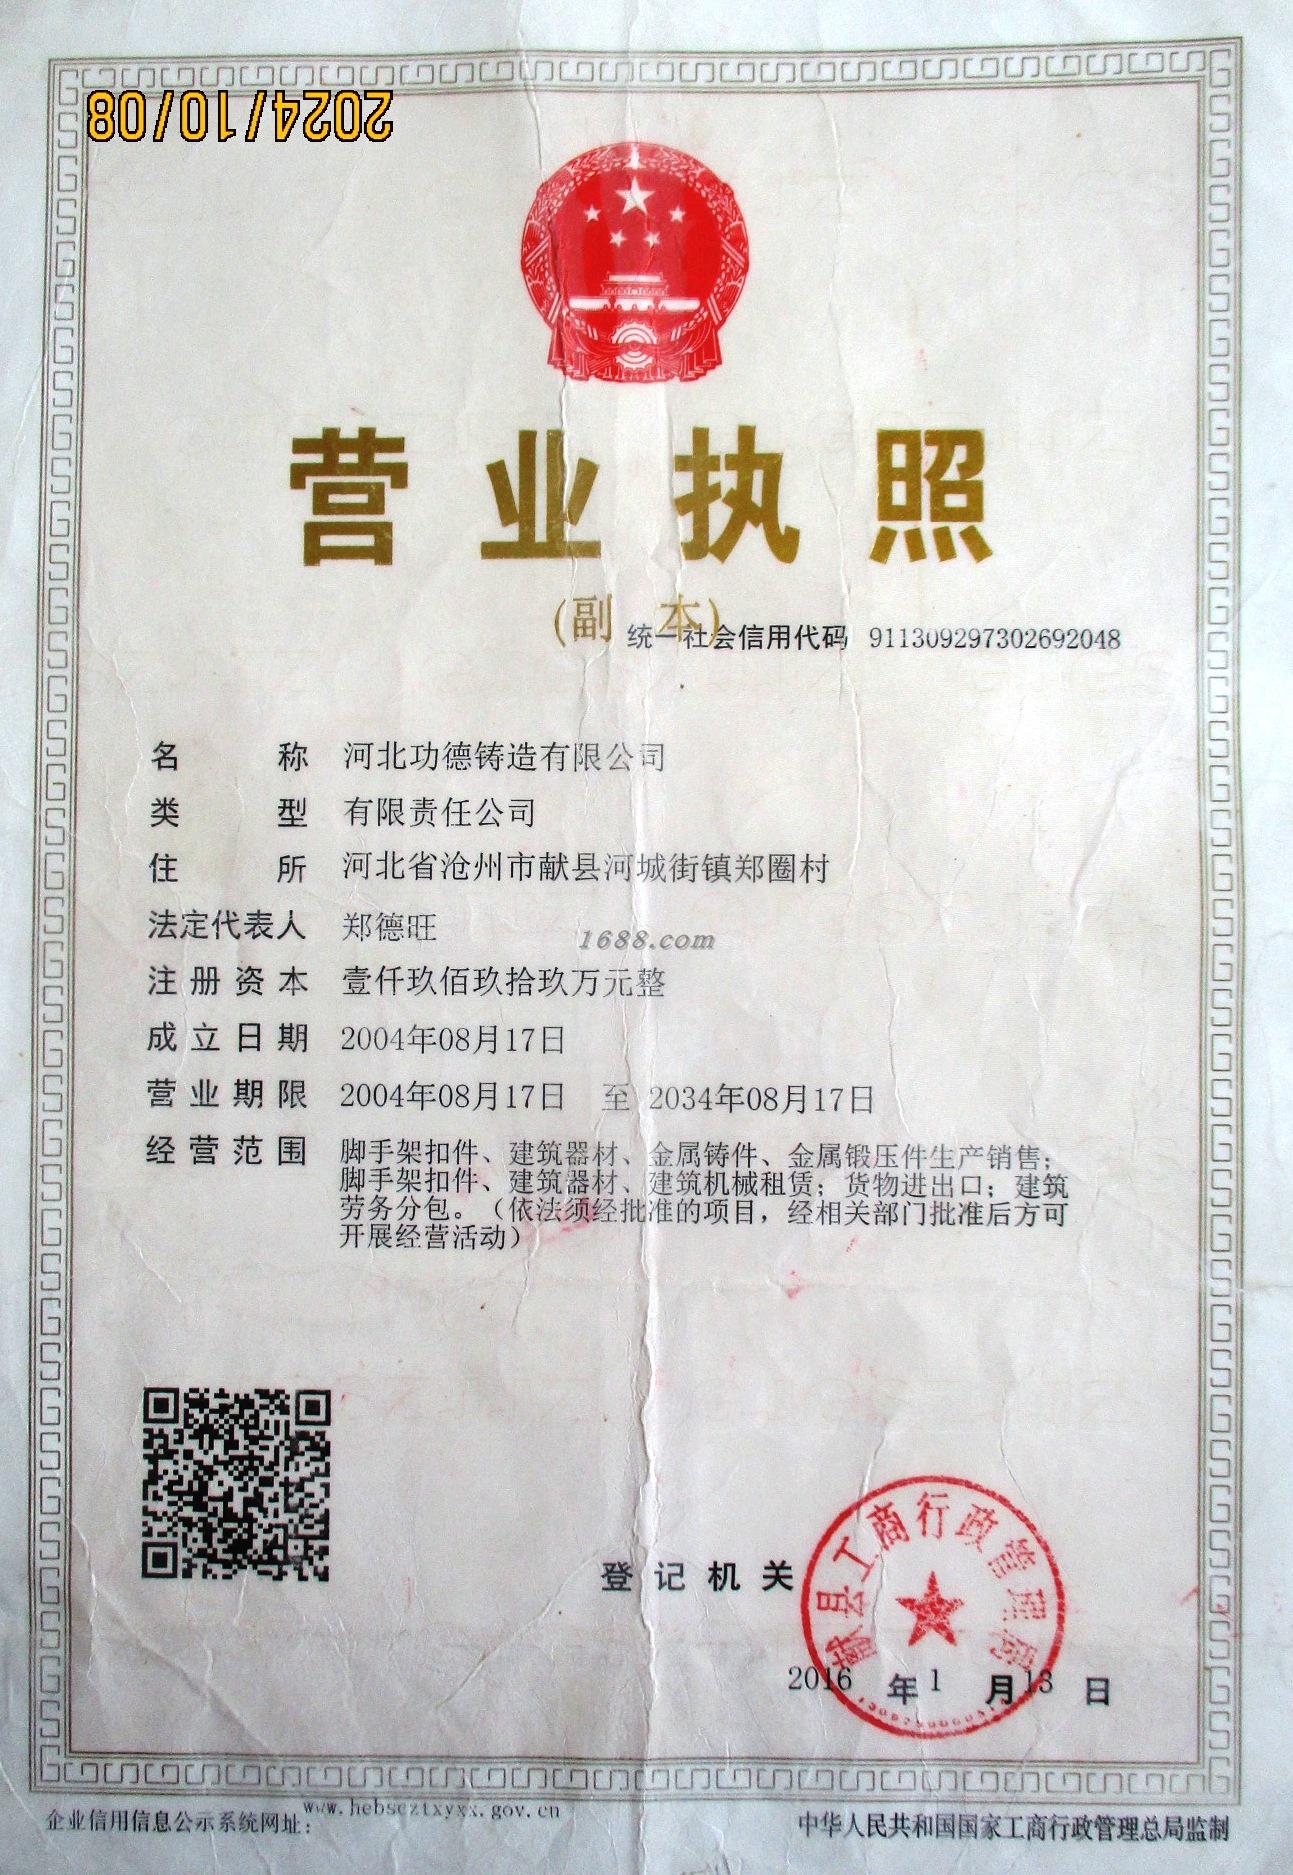 2024/10/08
营业执照
(副 本)
统一社会信用代码 911309297302692048
名 称 河北功德铸造有限公司
类 型 有限责任公司
住 所 河北省沧州市献县河城街镇郑圈村
法定代表人 郑德旺
1688.com
注册资本 壹仟玖佰玖拾玖万元整
成立日期 2004年08月17日
营业期限 2004年08月17日 至 2034年08月17日
经营范围 脚手架扣件、建筑器材、金属铸件、金属锻压件生产销售；
脚手架扣件、建筑器材、建筑机械租赁；货物进出口；建筑
劳务分包。（依法须经批准的项目，经相关部门批准后方可
开展经营活动）
登记机关
献县工商行政管理局
2016 年 1 月 13 日
企业信用信息公示系统网址： www.hebscztxyxx.gov.cn
中华人民共和国国家工商行政管理总局监制